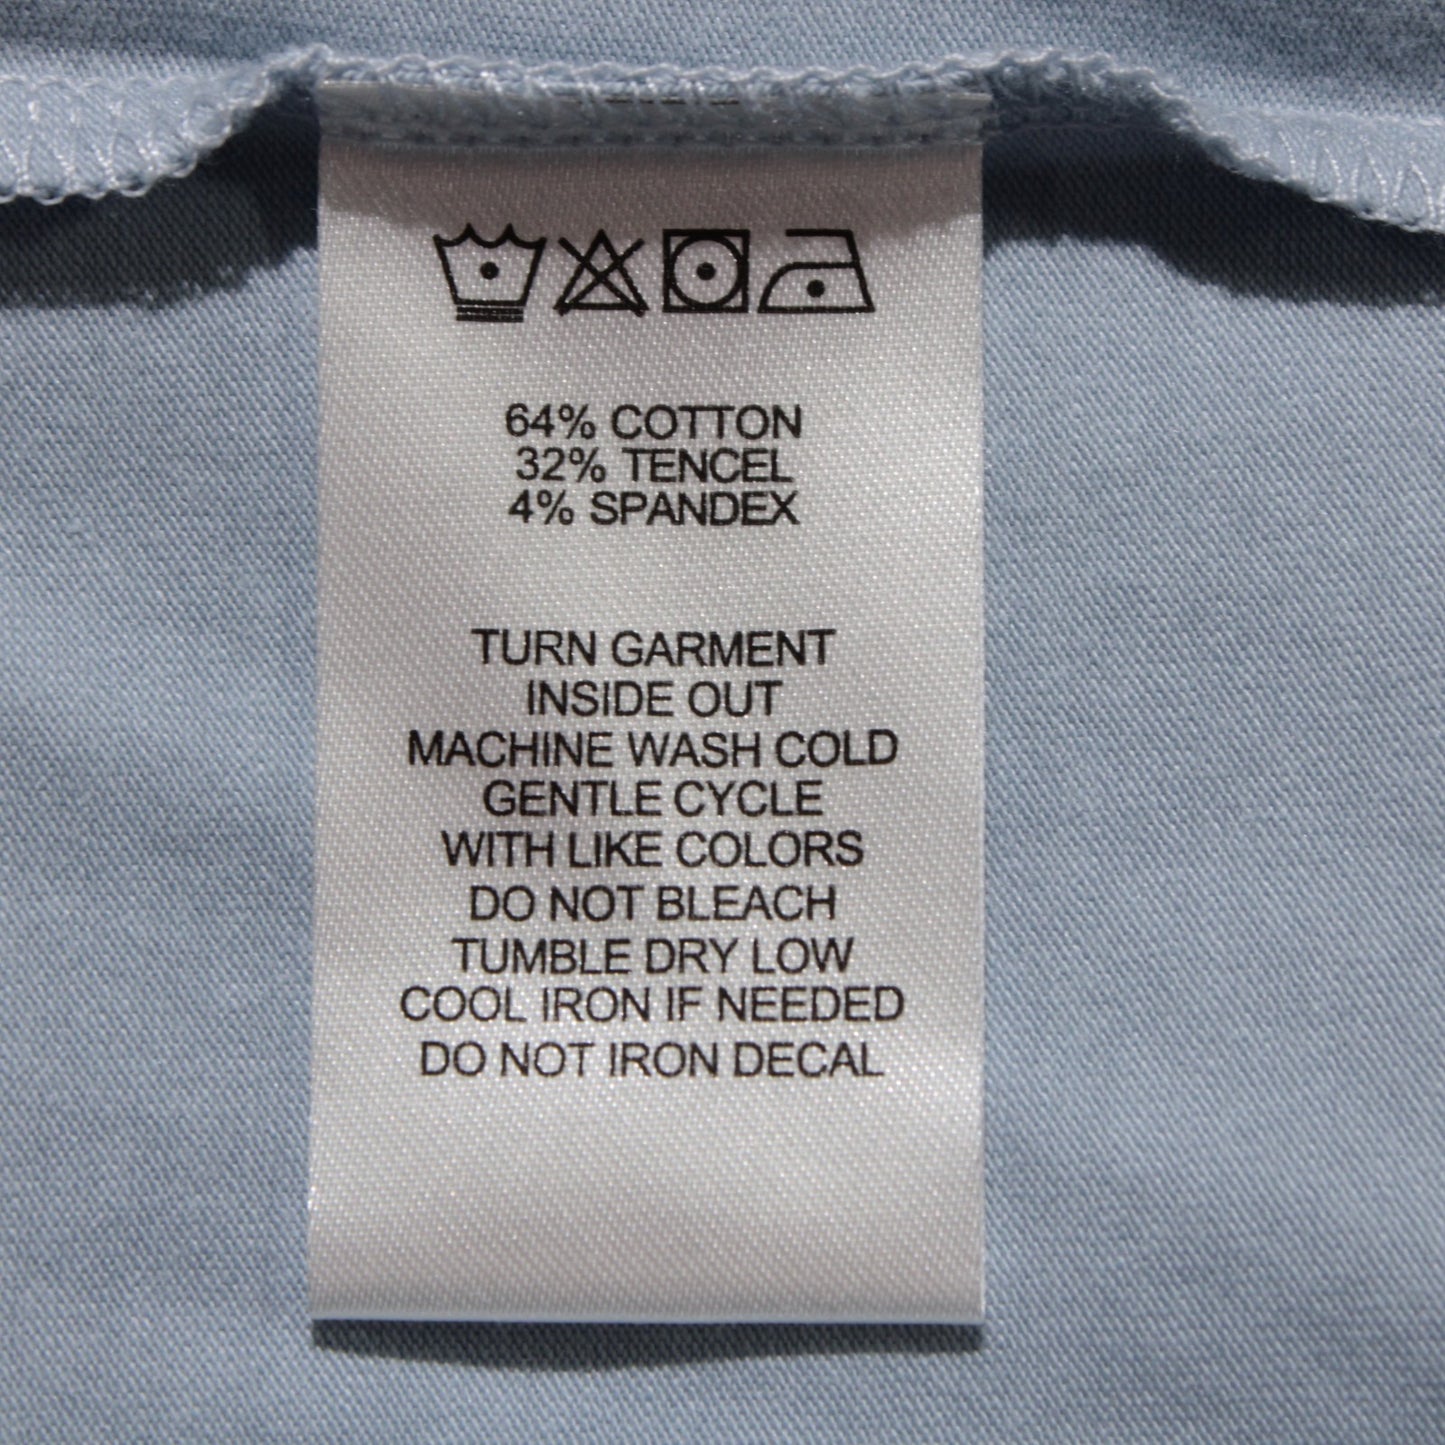 64% COTTON
32% TENCEL
4% SPANDEX
TURN GARMENT
INSIDE OUT
MACHINE WASH COLD
GENTLE CYCLE
WITH LIKE COLORS
DO NOT BLEACH
TUMBLE DRY LOW
COOL IRON IF NEEDED
DO NOT IRON DECAL